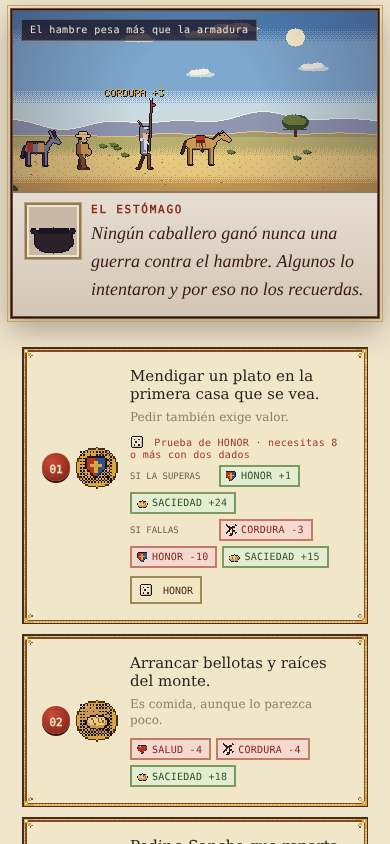 El hambre pesa más que la armadura
CORDURA +3
EL ESTÓMAGO
Ningún caballero ganó nunca una
guerra contra el hambre. Algunos lo
intentaron y por eso no los recuerdas.
Mendigar un plato en la
primera casa que se vea.
Pedir también exige valor.
Prueba de HONOR · necesitas 8
o más con dos dados
01
SI LA SUPERAS HONOR +1
SACIEDAD +24
SI FALLAS CORDURA -3
HONOR -10 SACIEDAD +15
HONOR
Arrancar bellotas y raíces
del monte.
Es comida, aunque lo parezca
poco.
02
SALUD -4 CORDURA -4
SACIEDAD +18